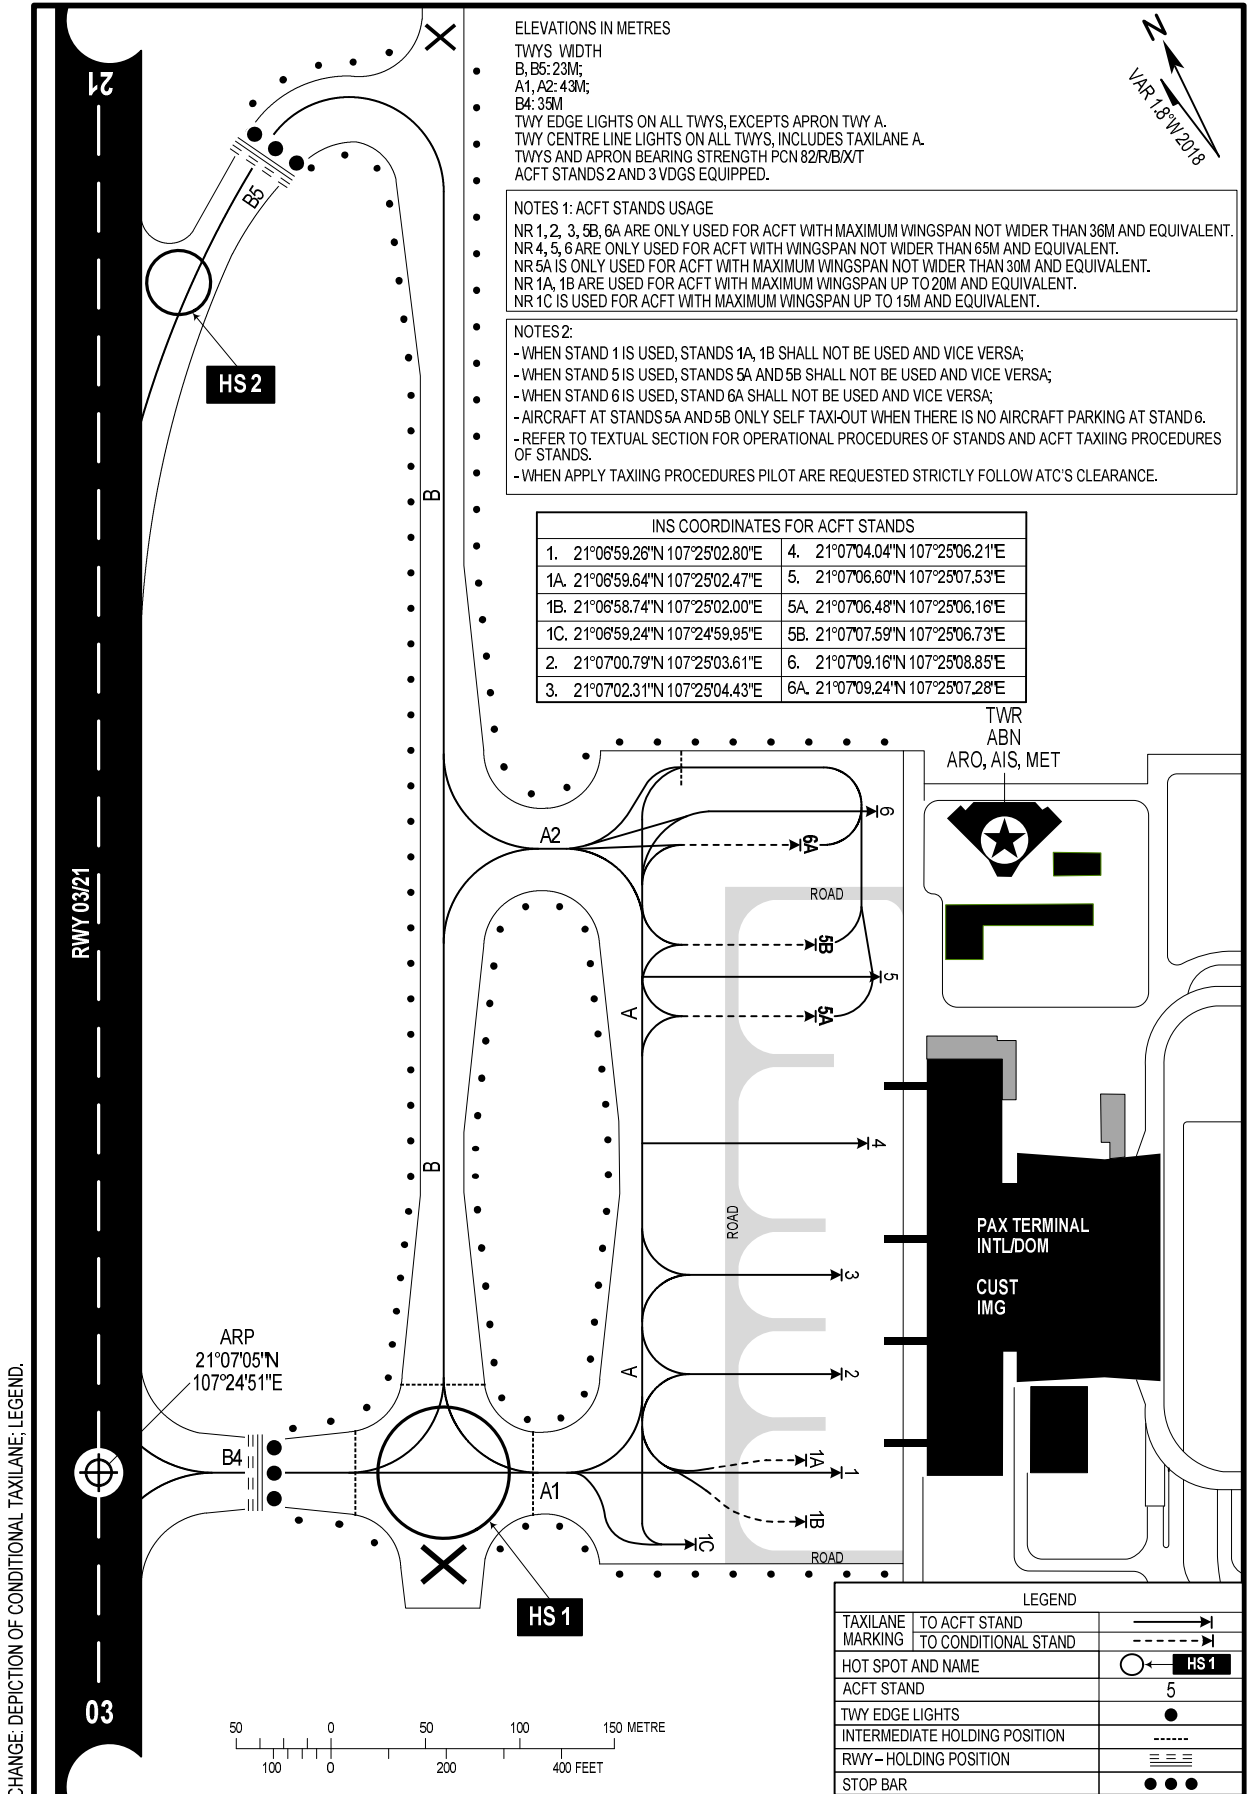 ELEVATIONS IN METRES
TWYS WIDTH
B, B5: 23M;
A1, A2: 43M;
B4: 35M
TWY EDGE LIGHTS ON ALL TWYS, EXCEPTS APRON TWY A.
TWY CENTRE LINE LIGHTS ON ALL TWYS, INCLUDES TAXILANE A.
TWYS AND APRON BEARING STRENGTH PCN 82/R/B/X/T
ACFT STANDS 2 AND 3 VDGS EQUIPPED.
N
VAR 1.8°W 2018
NOTES 1: ACFT STANDS USAGE
NR 1, 2, 3, 5B, 6A ARE ONLY USED FOR ACFT WITH MAXIMUM WINGSPAN NOT WIDER THAN 36M AND EQUIVALENT.
NR 4, 5, 6 ARE ONLY USED FOR ACFT WITH WINGSPAN NOT WIDER THAN 65M AND EQUIVALENT.
NR 5A IS ONLY USED FOR ACFT WITH MAXIMUM WINGSPAN NOT WIDER THAN 30M AND EQUIVALENT.
NR 1A, 1B ARE USED FOR ACFT WITH MAXIMUM WINGSPAN UP TO 20M AND EQUIVALENT.
NR 1C IS USED FOR ACFT WITH MAXIMUM WINGSPAN UP TO 15M AND EQUIVALENT.
NOTES 2:
- WHEN STAND 1 IS USED, STANDS 1A, 1B SHALL NOT BE USED AND VICE VERSA;
- WHEN STAND 5 IS USED, STANDS 5A AND 5B SHALL NOT BE USED AND VICE VERSA;
- WHEN STAND 6 IS USED, STAND 6A SHALL NOT BE USED AND VICE VERSA;
- AIRCRAFT AT STANDS 5A AND 5B ONLY SELF TAXI-OUT WHEN THERE IS NO AIRCRAFT PARKING AT STAND 6.
- REFER TO TEXTUAL SECTION FOR OPERATIONAL PROCEDURES OF STANDS AND ACFT TAXIING PROCEDURES
OF STANDS.
- WHEN APPLY TAXIING PROCEDURES PILOT ARE REQUESTED STRICTLY FOLLOW ATC'S CLEARANCE.
INS COORDINATES FOR ACFT STANDS
1. 21°06'59.26"N 107°25'02.80"E 4. 21°07'04.04"N 107°25'06.21"E
1A. 21°06'59.64"N 107°25'02.47"E 5. 21°07'06.60"N 107°25'07.53"E
1B. 21°06'58.74"N 107°25'02.00"E 5A. 21°07'06.48"N 107°25'06.16"E
1C. 21°06'59.24"N 107°24'59.95"E 5B. 21°07'07.59"N 107°25'06.73"E
2. 21°07'00.79"N 107°25'03.61"E 6. 21°07'09.16"N 107°25'08.85"E
3. 21°07'02.31"N 107°25'04.43"E 6A. 21°07'09.24"N 107°25'07.28"E
21
B5
HS 2
B
TWR
ABN
ARO, AIS, MET
A2
6
6A
ROAD
RWY 03/21
5B
5
A
5A
4
B
ROAD
PAX TERMINAL
INTL/DOM
CUST
IMG
3
ARP
21°07'05"N
107°24'51"E
A
2
B4
1A
1
A1
1B
1C
ROAD
HS 1
03
CHANGE: DEPICTION OF CONDITIONAL TAXILANE; LEGEND.
50 0 50 100 150 METRE
100 0 200 400 FEET
LEGEND
TAXILANE MARKING
TO ACFT STAND
TO CONDITIONAL STAND
HOT SPOT AND NAME HS 1
ACFT STAND 5
TWY EDGE LIGHTS
INTERMEDIATE HOLDING POSITION
RWY – HOLDING POSITION
STOP BAR